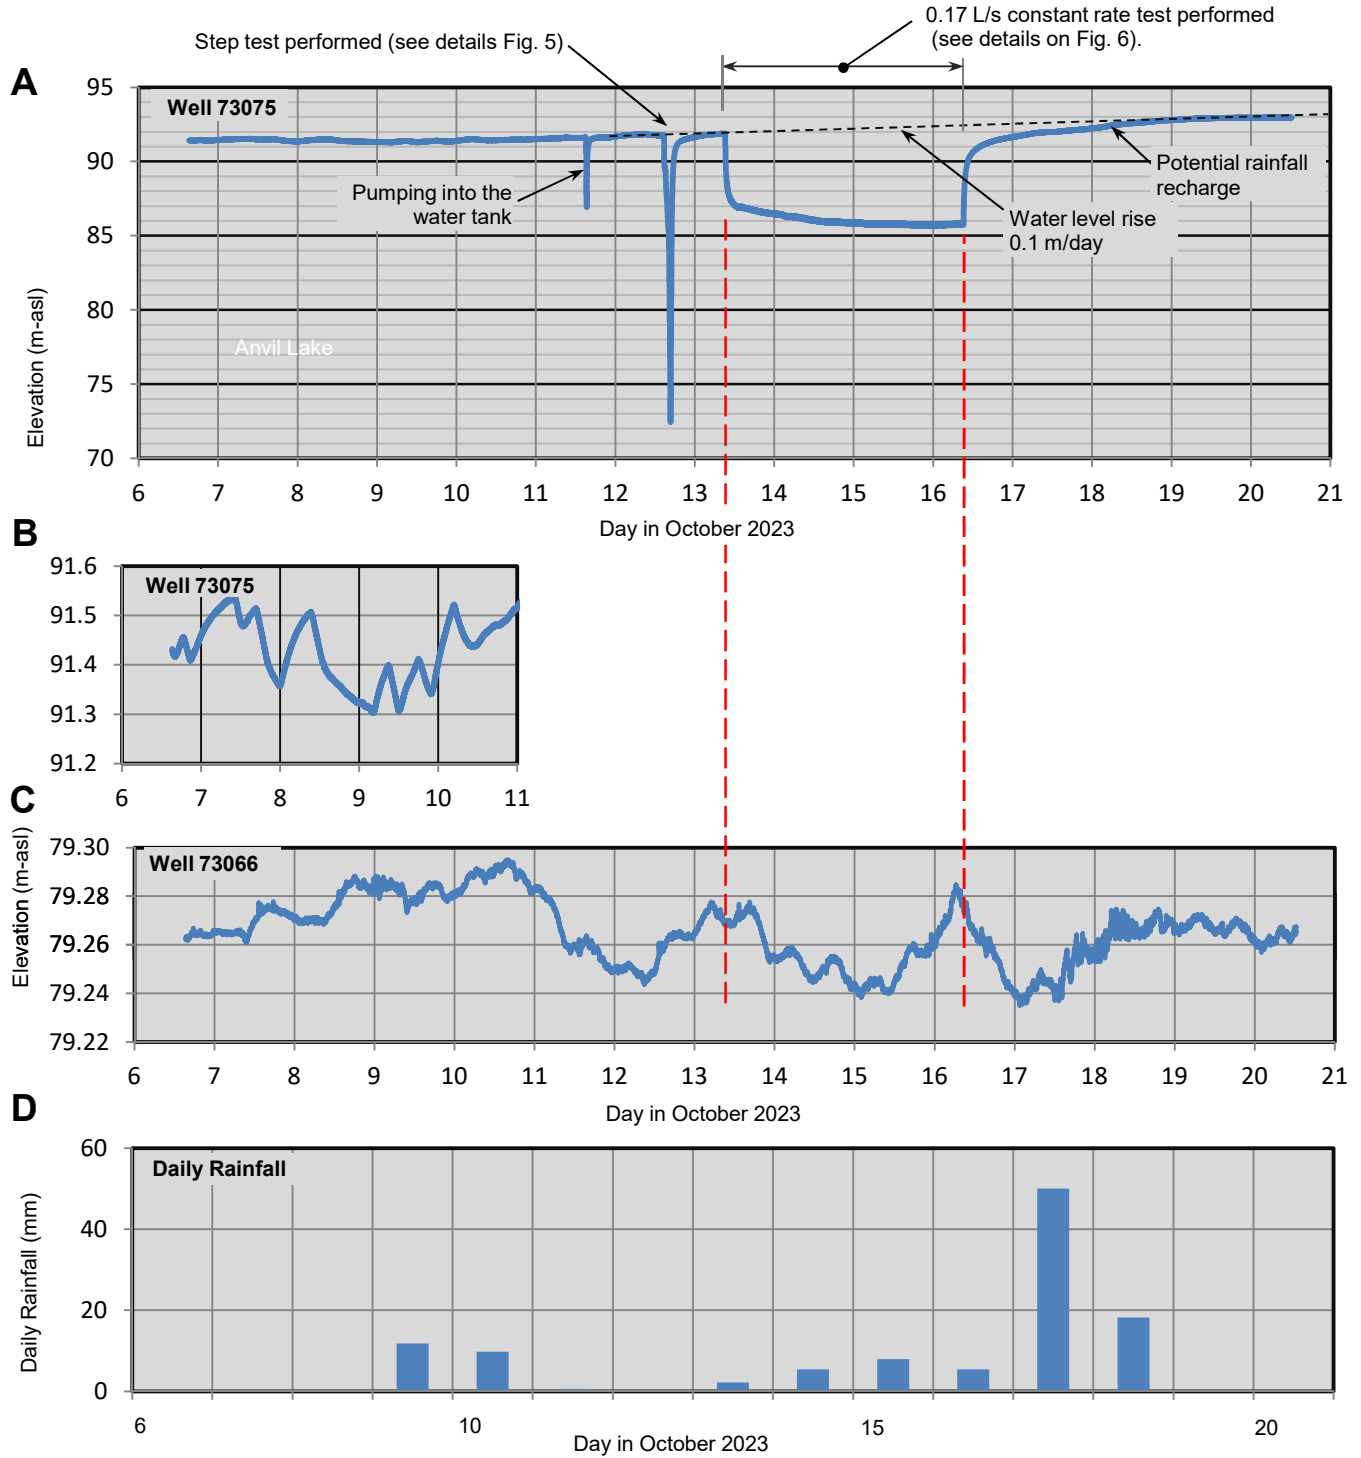 0.17 L/s constant rate test performed
(see details on Fig. 6).
Step test performed (see details Fig. 5)
A
95
90
85
80
75
70
Elevation (m-asl)
Well 73075
Pumping into the
water tank
Potential rainfall
recharge
Water level rise
0.1 m/day
Anvil Lake
6 7 8 9 10 11 12 13 14 15 16 17 18 19 20 21
Day in October 2023
B
91.6
91.5
91.4
91.3
91.2
Well 73075
6 7 8 9 10 11
C
79.30
79.28
79.26
79.24
79.22
Elevation (m-asl)
Well 73066
6 7 8 9 10 11 12 13 14 15 16 17 18 19 20 21
Day in October 2023
D
60
40
20
0
Daily Rainfall (mm)
Daily Rainfall
6 10 15 20
Day in October 2023